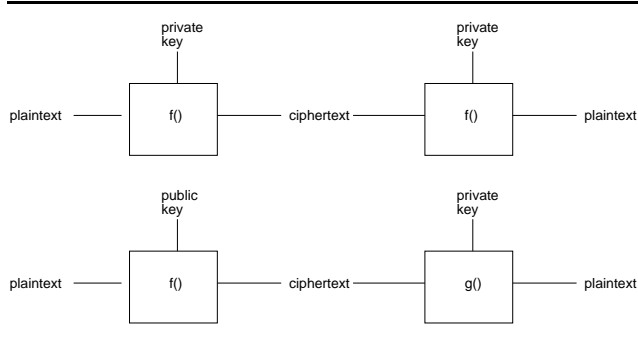 private
key
private
key
plaintext
f()
ciphertext
f()
plaintext
public
key
private
key
plaintext
f()
ciphertext
g()
plaintext